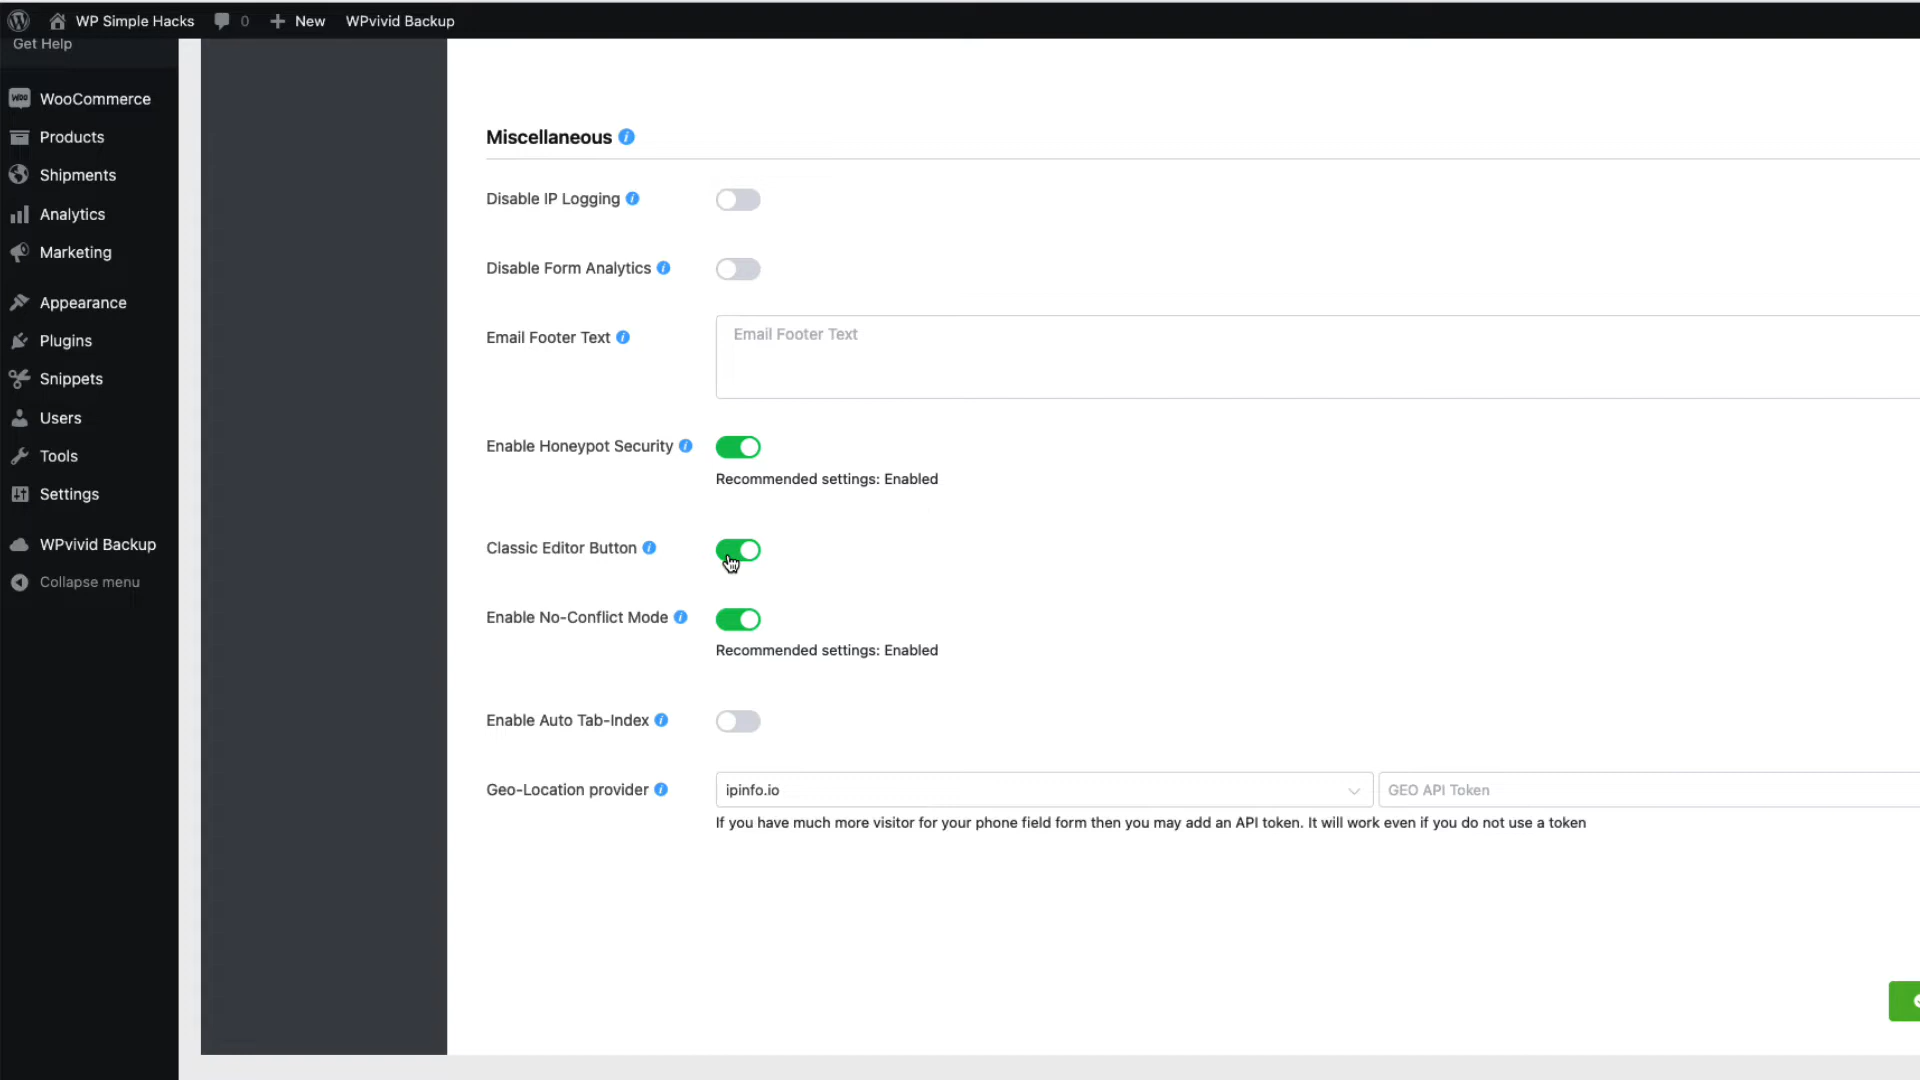 WP Simple Hacks 0 New WPvivid Backup
Get Help
WooCommerce
Products
Shipments
Analytics
Marketing
Appearance
Plugins
Snippets
Users
Tools
Settings
WPvivid Backup
Collapse menu
Miscellaneous
Disable IP Logging
Disable Form Analytics
Email Footer Text
Email Footer Text
Enable Honeypot Security
Recommended settings: Enabled
Classic Editor Button
Enable No-Conflict Mode
Recommended settings: Enabled
Enable Auto Tab-Index
Geo-Location provider
ipinfo.io
GEO API Token
If you have much more visitor for your phone field form then you may add an API token. It will work even if you do not use a token